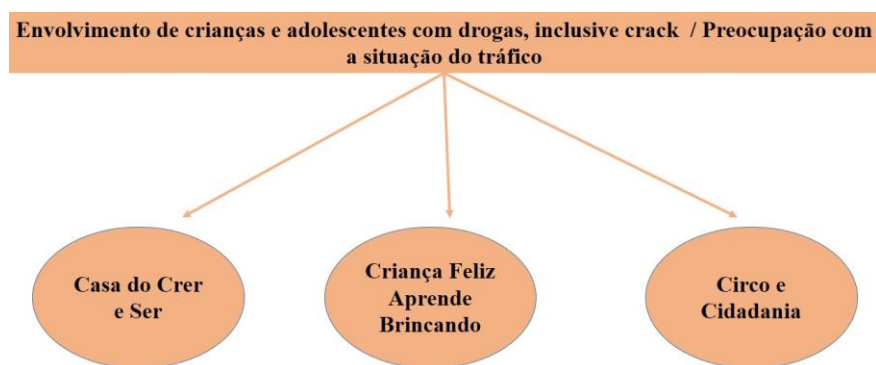 Envolvimento de crianças e adolescentes com drogas, inclusive crack / Preocupação com
a situação do tráfico
Casa do Crer
e Ser
Criança Feliz
Aprende
Brincando
Circo e
Cidadania